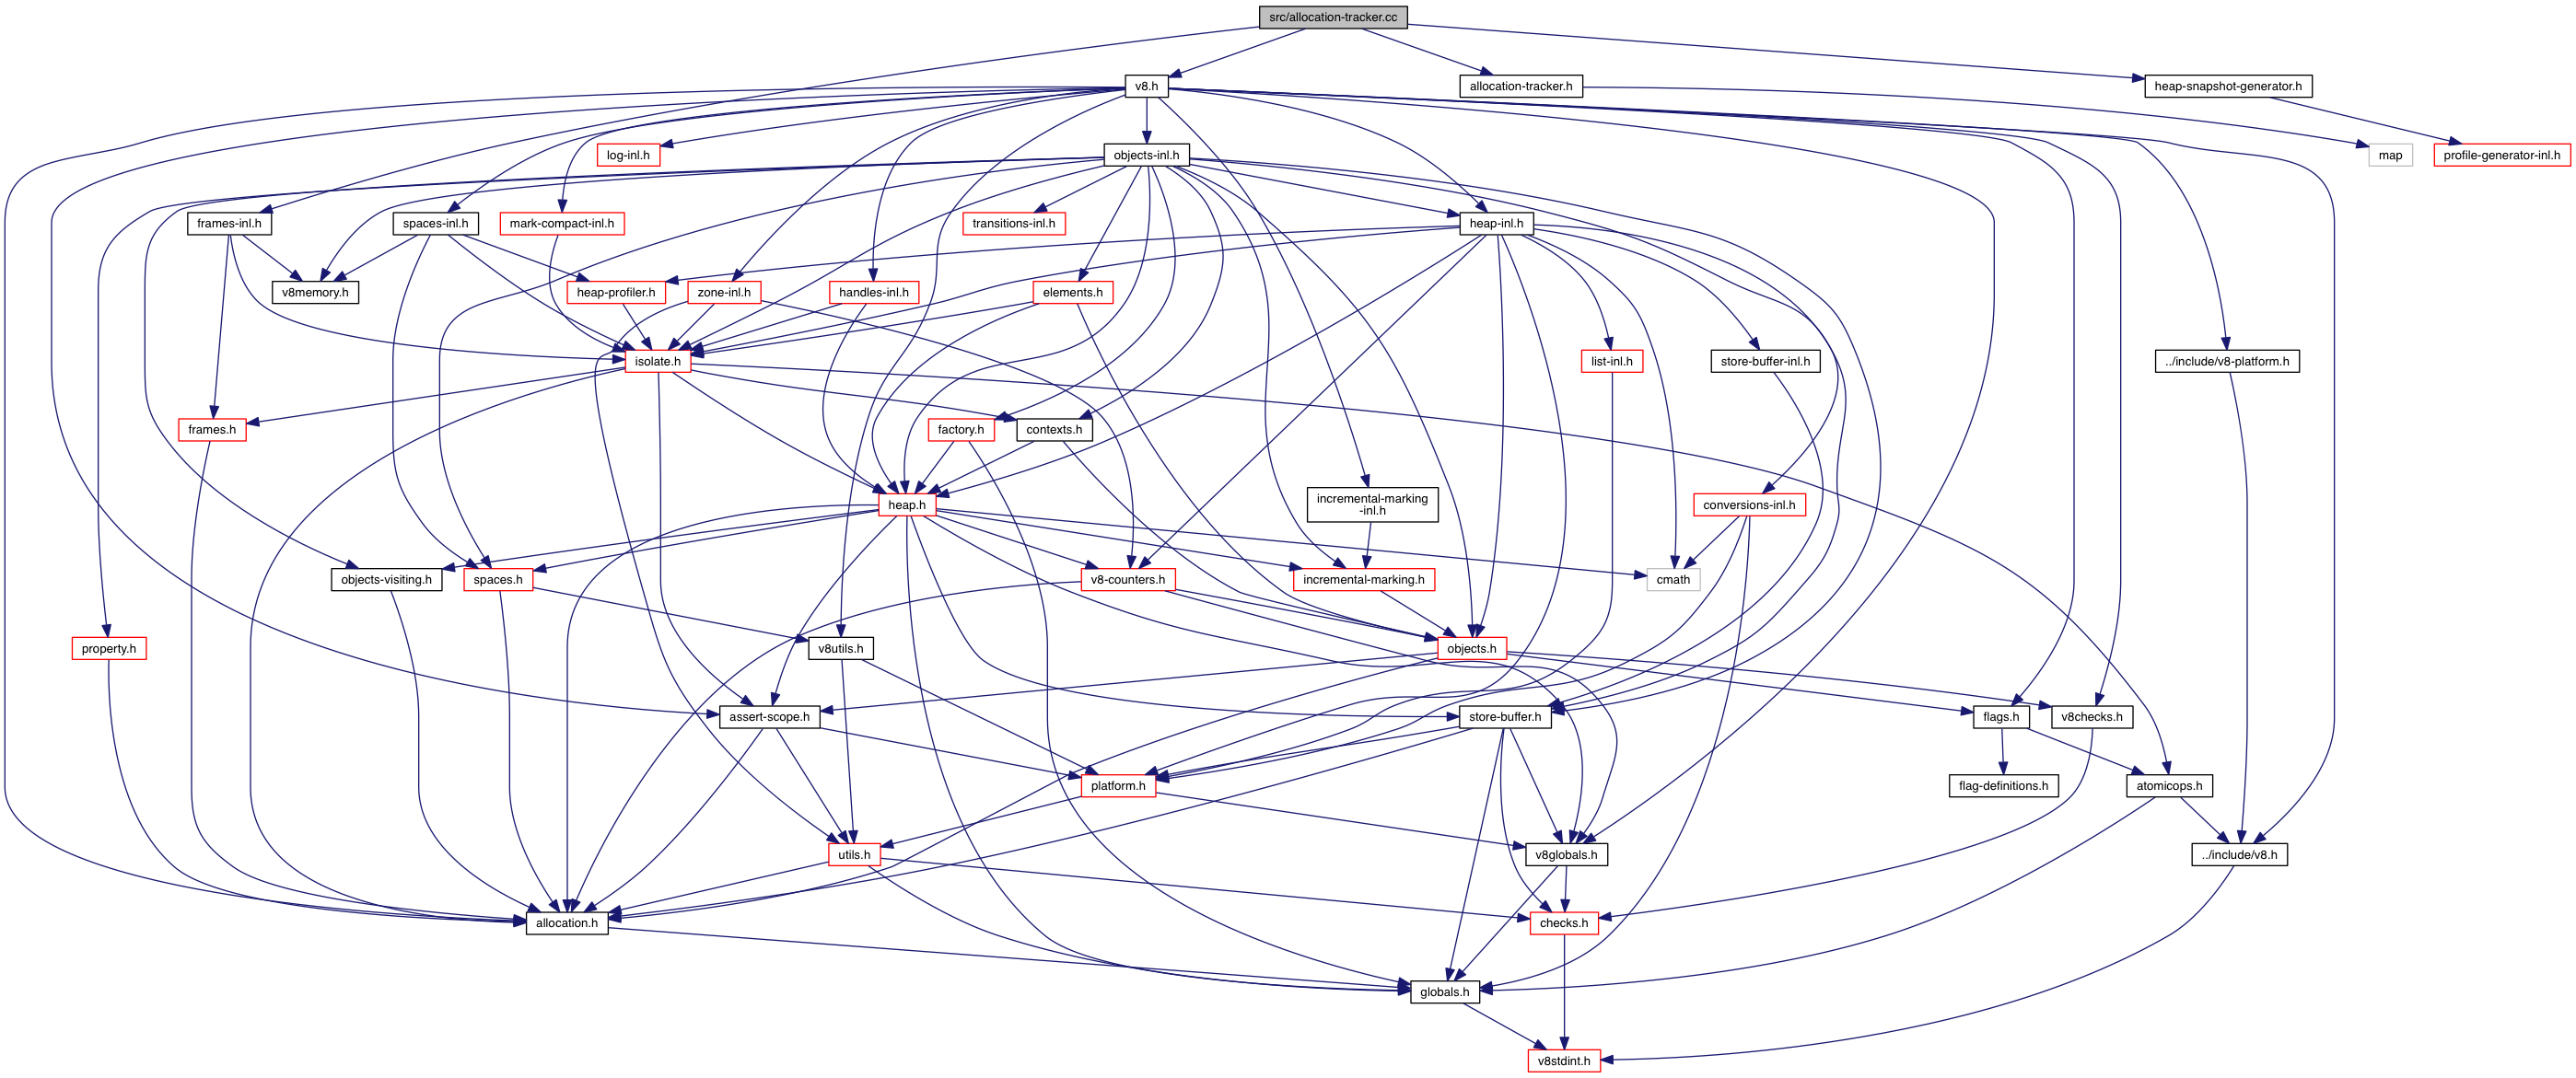 src/allocation-tracker.cc
v8.h
allocation-tracker.h
heap-snapshot-generator.h
log-inl.h
objects-inl.h
map
profile-generator-inl.h
frames-inl.h
spaces-inl.h
mark-compact-inl.h
transitions-inl.h
heap-inl.h
v8memory.h
heap-profiler.h
zone-inl.h
handles-inl.h
elements.h
isolate.h
list-inl.h
store-buffer-inl.h
../include/v8-platform.h
frames.h
factory.h
contexts.h
heap.h
incremental-marking
-inl.h
conversions-inl.h
objects-visiting.h
spaces.h
v8-counters.h
incremental-marking.h
cmath
property.h
v8utils.h
objects.h
assert-scope.h
store-buffer.h
flags.h
v8checks.h
platform.h
flag-definitions.h
atomicops.h
utils.h
v8globals.h
../include/v8.h
allocation.h
checks.h
globals.h
v8stdint.h